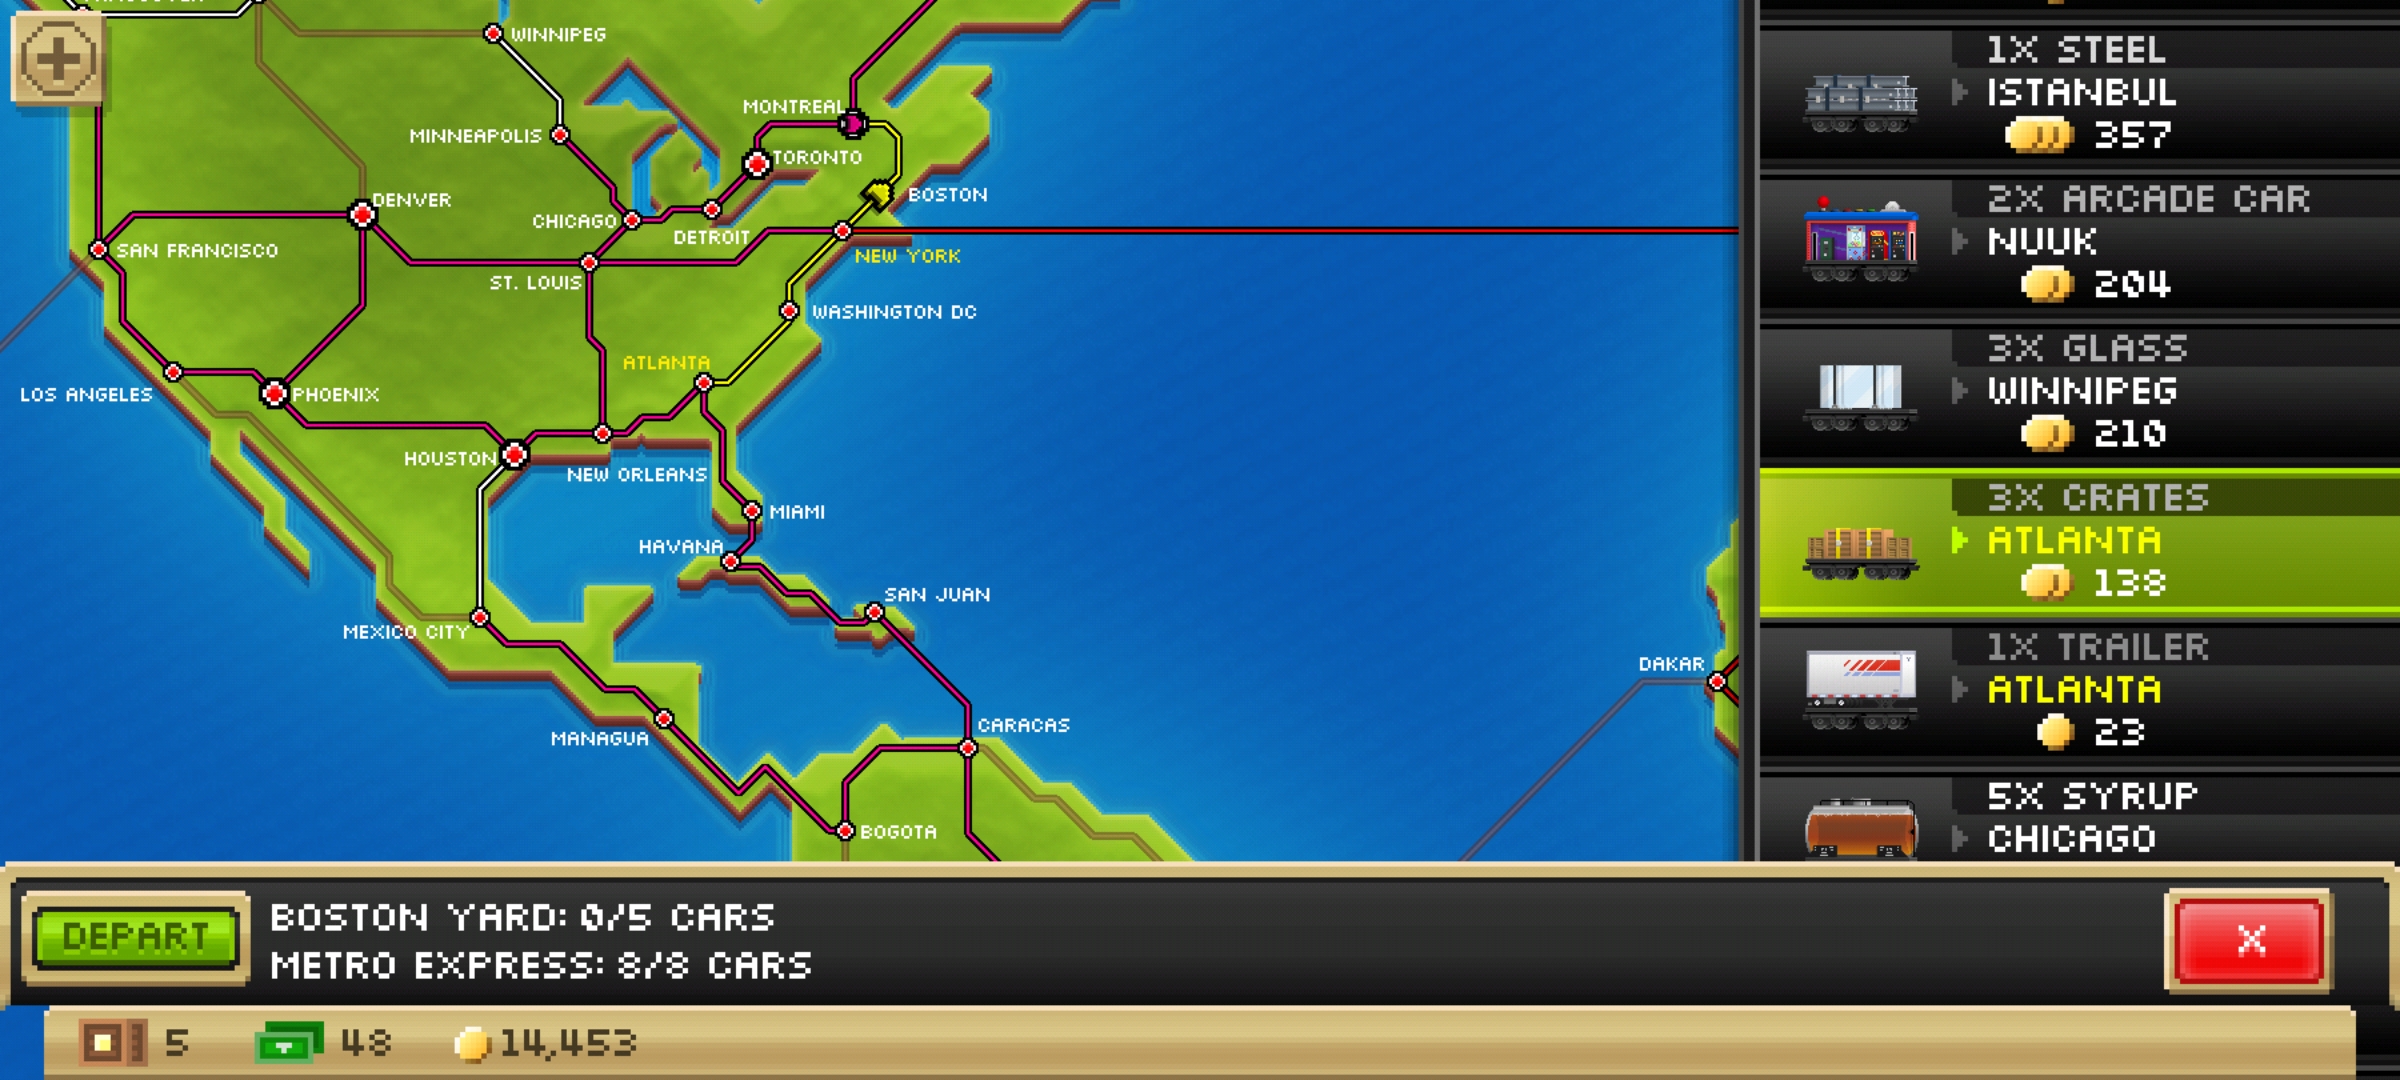 WINNIPEG
MONTREAL
MINNEAPOLIS
TORONTO
DENVER
BOSTON
CHICAGO
DETROIT
SAN FRANCISCO
NEW YORK
ST. LOUIS
WASHINGTON DC
ATLANTA
LOS ANGELES
PHOENIX
HOUSTON
NEW ORLEANS
MIAMI
HAVANA
SAN JUAN
MEXICO CITY
DAKAR
CARACAS
MANAGUA
BOGOTA
1X STEEL
ISTANBUL
357
2X ARCADE CAR
NUUK
204
3X GLASS
WINNIPEG
210
3X CRATES
ATLANTA
138
1X TRAILER
ATLANTA
23
5X SYRUP
CHICAGO
DEPART
BOSTON YARD: 0/5 CARS
METRO EXPRESS: 8/8 CARS
X
5
48
14,453